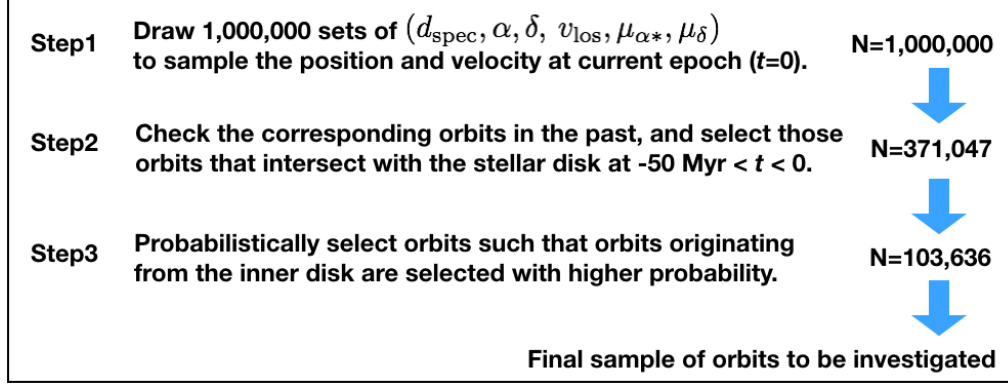 Step1
Draw 1,000,000 sets of (d_spec, α, δ, v_los, μ_α*, μ_δ)
to sample the position and velocity at current epoch (t=0).
N=1,000,000
Step2
Check the corresponding orbits in the past, and select those
orbits that intersect with the stellar disk at -50 Myr < t < 0.
N=371,047
Step3
Probabilistically select orbits such that orbits originating
from the inner disk are selected with higher probability.
N=103,636
Final sample of orbits to be investigated